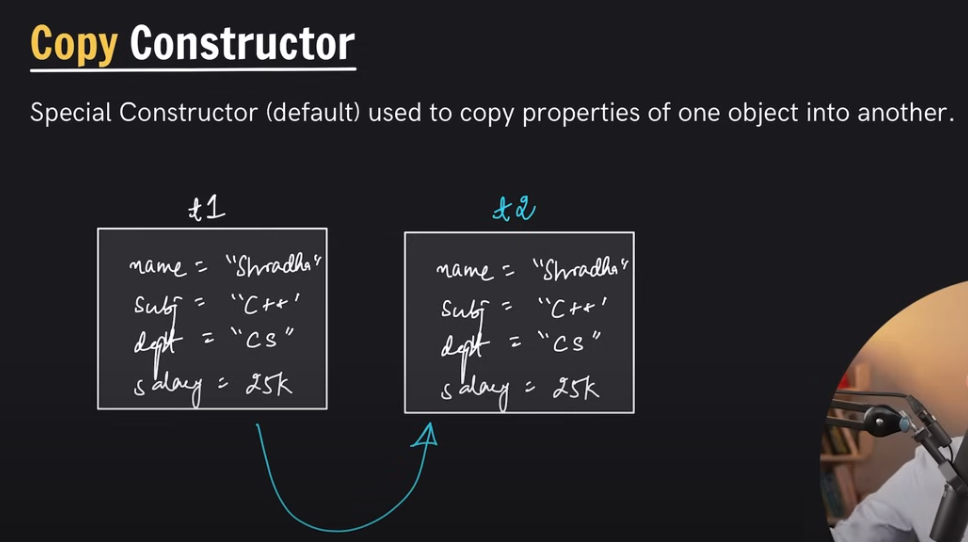 Copy Constructor
Special Constructor (default) used to copy properties of one object into another.
t1
name = "Shradha"
subj = "C++'
dept = "CS"
salary = 25k
t2
name = "Shradha"
subj = "C++'
dept = "CS"
salary = 25k